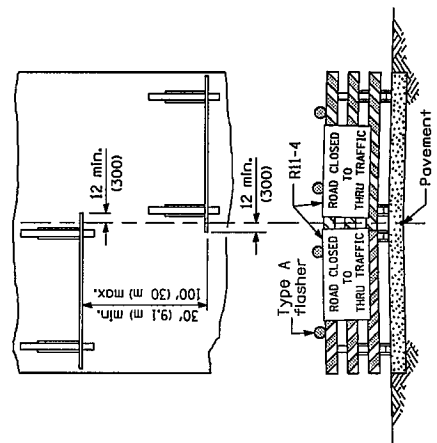 12 min.
(300)
12 min.
(300)
30' (9.1 m) min.
100' (30 m) max.
R11-4
Type A
flasher
ROAD CLOSED
TO
THRU TRAFFIC
ROAD CLOSED
TO
THRU TRAFFIC
Pavement